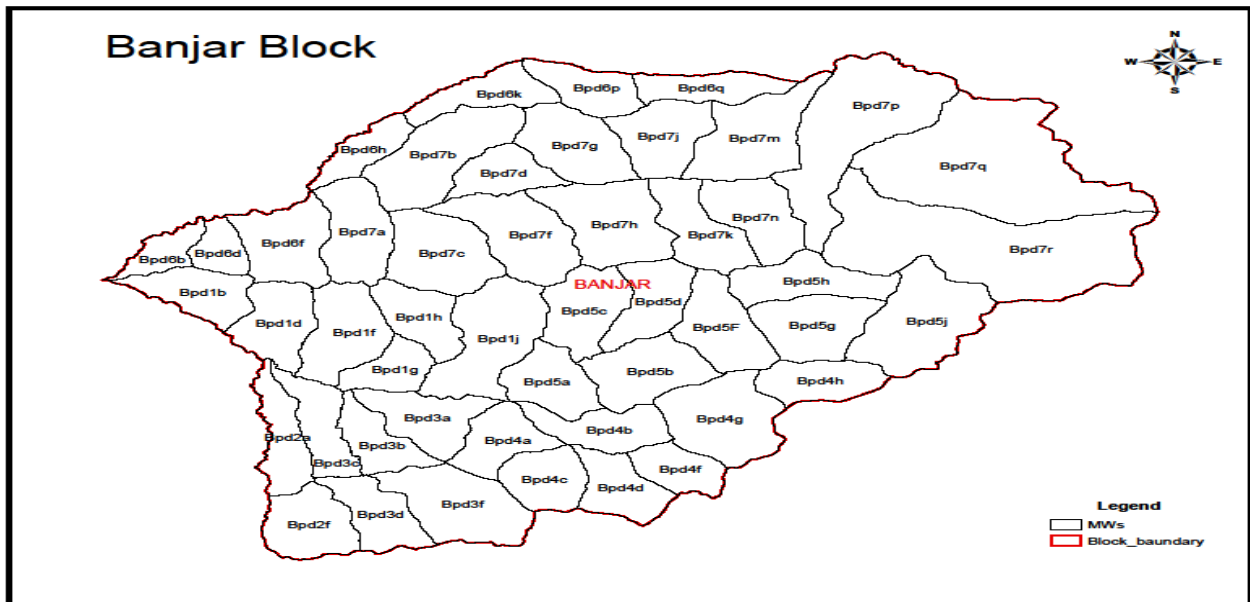 Banjar Block
N
W E
S
Bpd6k
Bpd6p
Bpd6q
Bpd7p
Bpd6h
Bpd7b
Bpd7g
Bpd7j
Bpd7m
Bpd7q
Bpd7d
Bpd6b
Bpd6d
Bpd6f
Bpd7a
Bpd7c
Bpd7f
Bpd7h
Bpd7k
Bpd7n
Bpd7r
Bpd1b
BANJAR
Bpd5h
Bpd1d
Bpd1f
Bpd1h
Bpd1j
Bpd5c
Bpd5d
Bpd5F
Bpd5g
Bpd5j
Bpd1g
Bpd5a
Bpd5b
Bpd4h
Bpd2a
Bpd3c
Bpd3b
Bpd3a
Bpd4a
Bpd4b
Bpd4g
Bpd4c
Bpd4d
Bpd4f
Bpd2f
Bpd3d
Bpd3f
Legend
MWs
Block_baundary